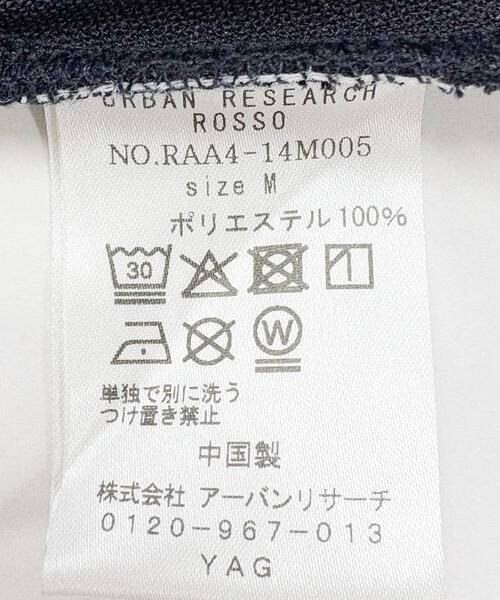 URBAN RESEARCH
ROSSO
NO.RAA4-14M005
size M
ポリエステル100%
30
W
単独で別に洗う
つけ置き禁止
中国製
株式会社 アーバンリサーチ
0120-967-013
YAG